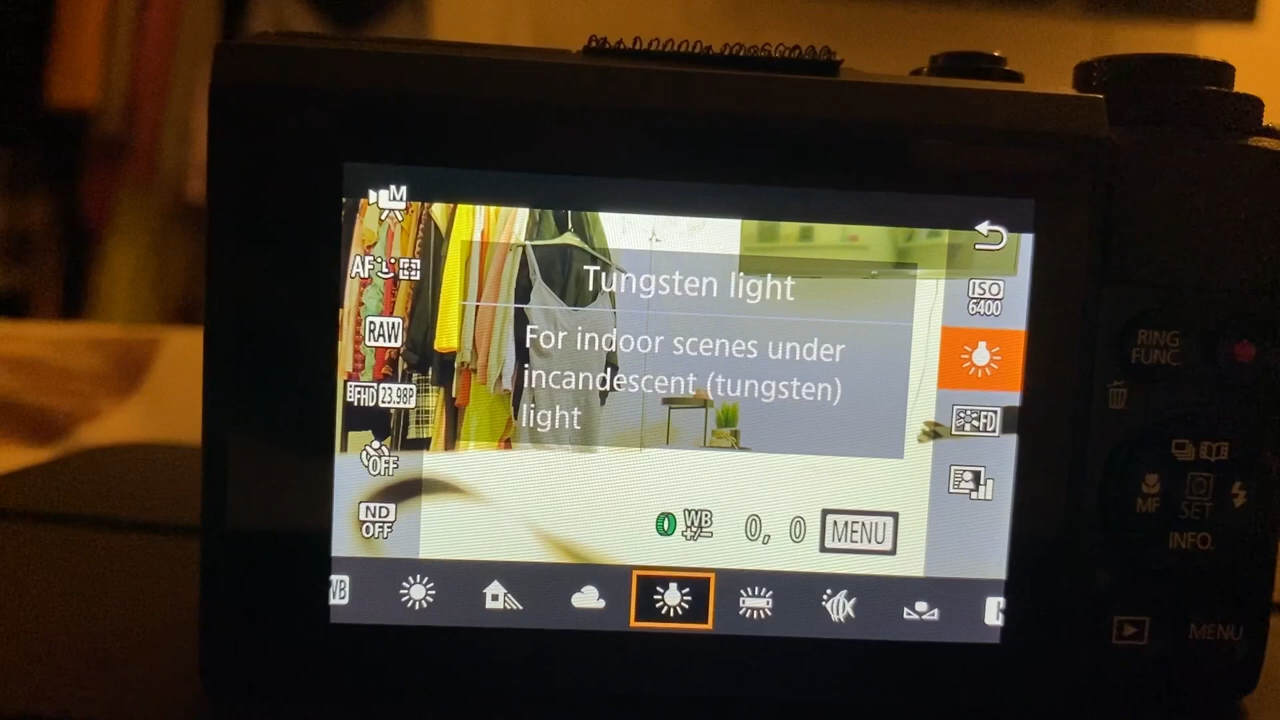 M
AF
RAW
FHD 23.98P
OFF
ND
OFF
Tungsten light
For indoor scenes under
incandescent (tungsten)
light
WB
+/-
0, 0
MENU
ISO
6400
FD
WB
RING
FUNC.
MF
SET
INFO.
MENU